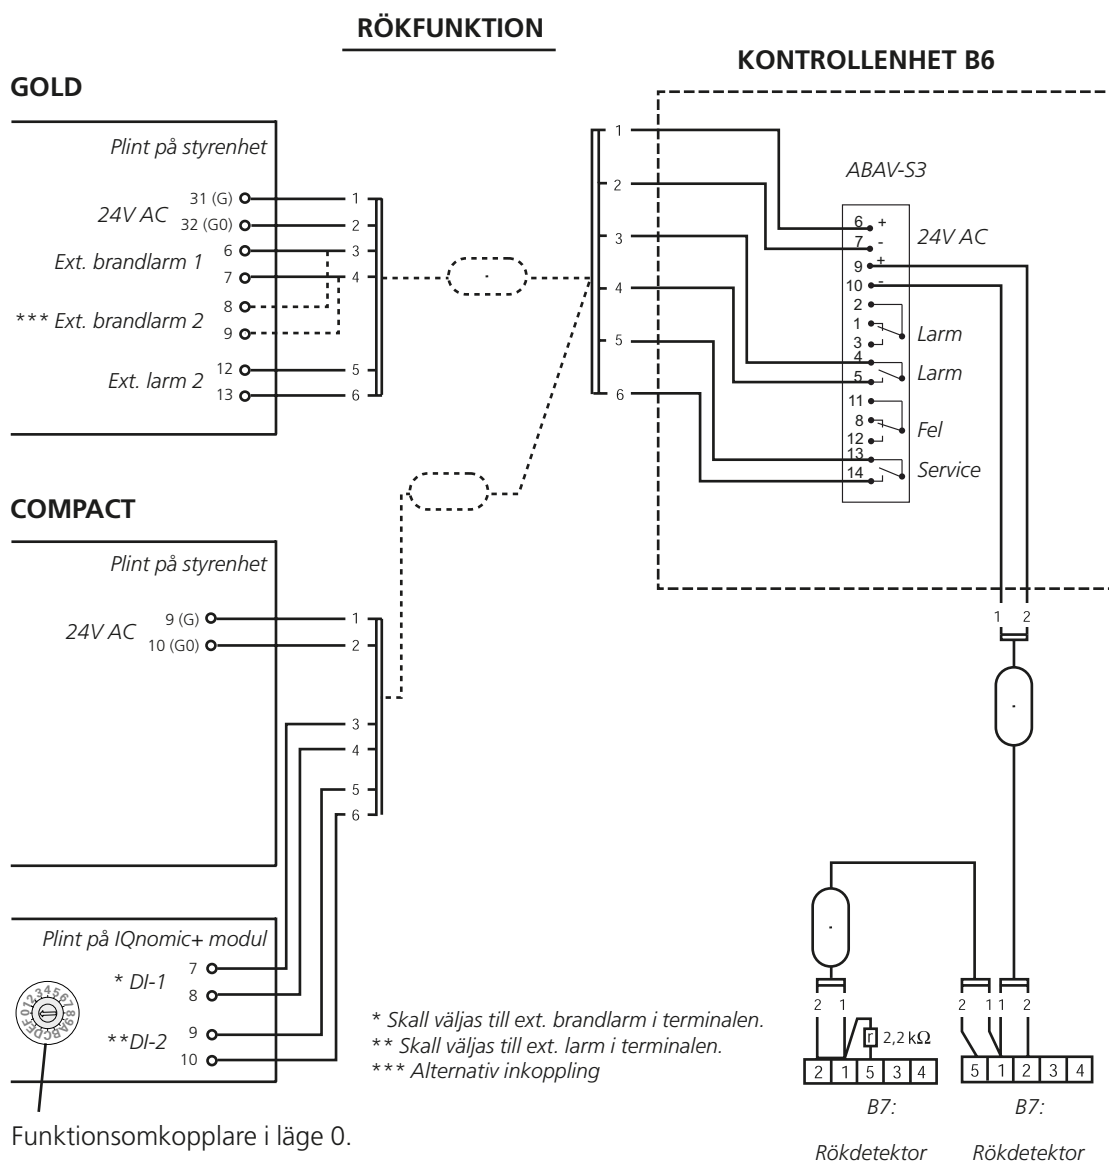 RÖKFUNKTION
KONTROLLENHET B6
GOLD
Plint på styrenhet
31 (G)
24V AC
32 (G0)
6
Ext. brandlarm 1
7
8
*** Ext. brandlarm 2
9
12
Ext. larm 2
13
1
2
3
4
5
6
1
2
3
4
5
6
ABAV-S3
6 +
7 -
24V AC
9 +
10 -
2
1
3
Larm
4
5
Larm
11
8
12
Fel
13
14
Service
COMPACT
Plint på styrenhet
9 (G)
24V AC
10 (G0)
1
2
3
4
5
6
1 2
Plint på IQnomic+ modul
* DI-1
7
8
**DI-2
9
10
0123456789ABCDEF
* Skall väljas till ext. brandlarm i terminalen.
** Skall väljas till ext. larm i terminalen.
*** Alternativ inkoppling
Funktionsomkopplare i läge 0.
2 1
r 2,2 kΩ
2 1 5 3 4
B7:
Rökdetektor
2 1 1 2
5 1 2 3 4
B7:
Rökdetektor